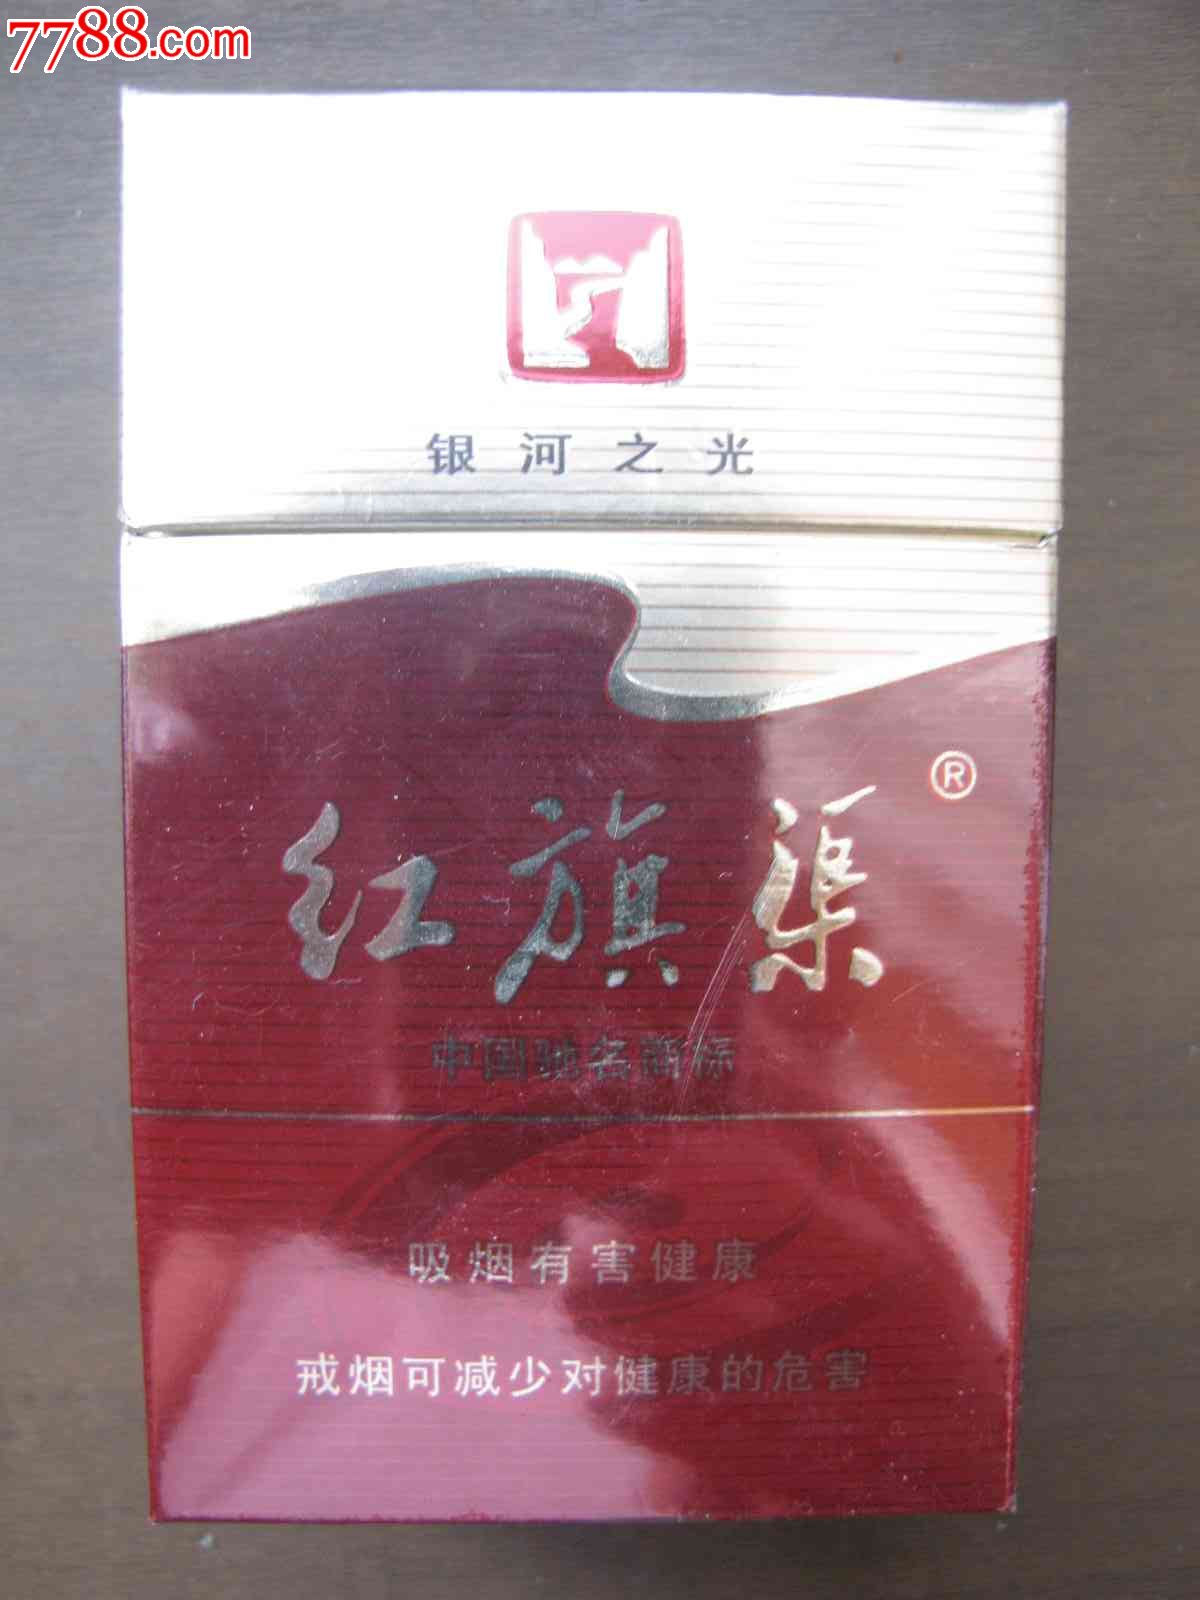 7788.com
银河之光
红旗渠®
中国驰名商标
吸烟有害健康
戒烟可减少对健康的危害